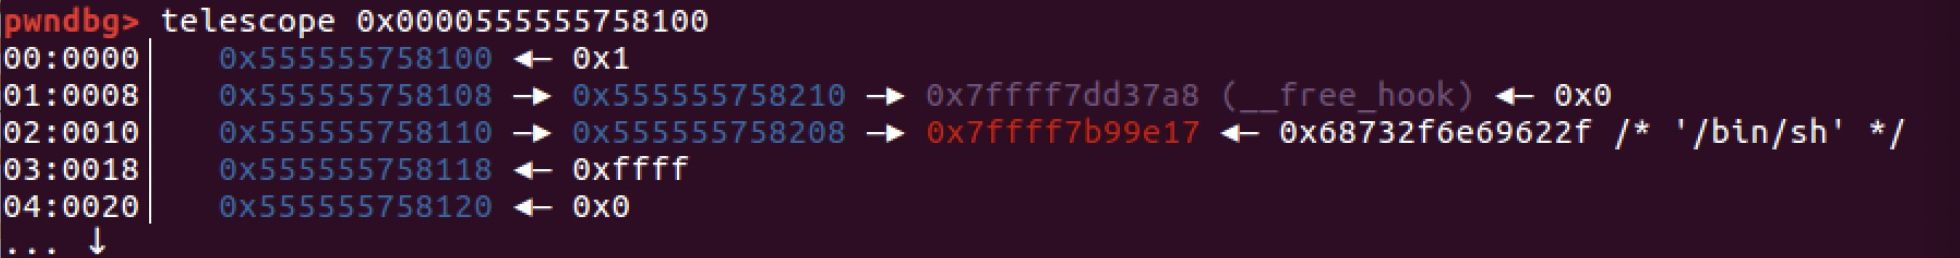 pwndbg> telescope 0x0000555555758100
00:0000│ 0x555555758100 ◂— 0x1
01:0008│ 0x555555758108 —▸ 0x555555758210 —▸ 0x7ffff7dd37a8 (__free_hook) ◂— 0x0
02:0010│ 0x555555758110 —▸ 0x555555758208 —▸ 0x7ffff7b99e17 ◂— 0x68732f6e69622f /* '/bin/sh' */
03:0018│ 0x555555758118 ◂— 0xffff
04:0020│ 0x555555758120 ◂— 0x0
... ↓